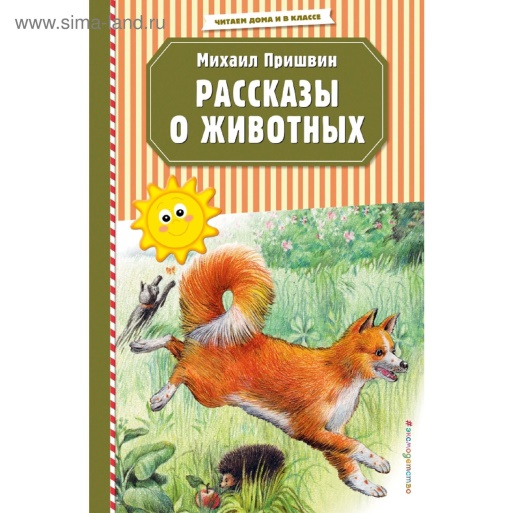 www.sima-land.ru
ЧИТАЕМ ДОМА И В КЛАССЕ
Михаил Пришвин
РАССКАЗЫ
О ЖИВОТНЫХ
#эксмодетство